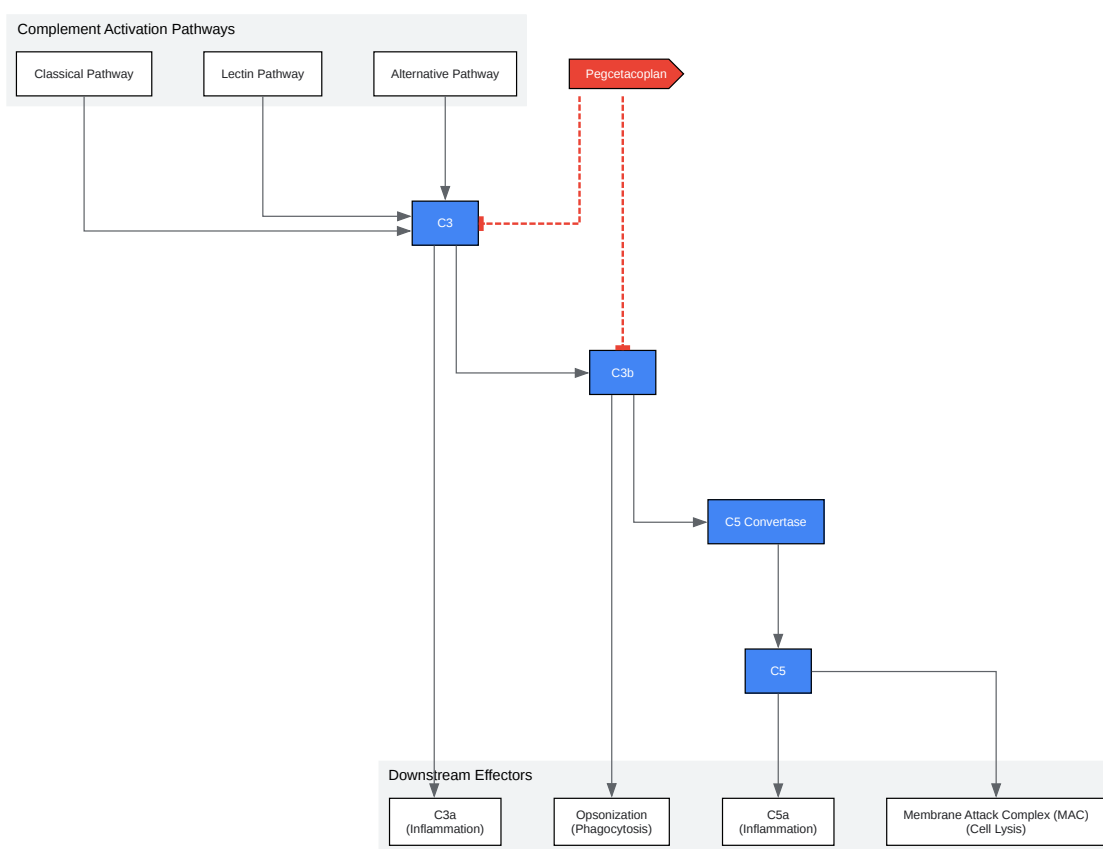 Complement Activation Pathways
Classical Pathway
Lectin Pathway
Alternative Pathway
Pegcetacoplan
C3
C3b
C5 Convertase
C5
Downstream Effectors
C3a
(Inflammation)
Opsonization
(Phagocytosis)
C5a
(Inflammation)
Membrane Attack Complex (MAC)
(Cell Lysis)